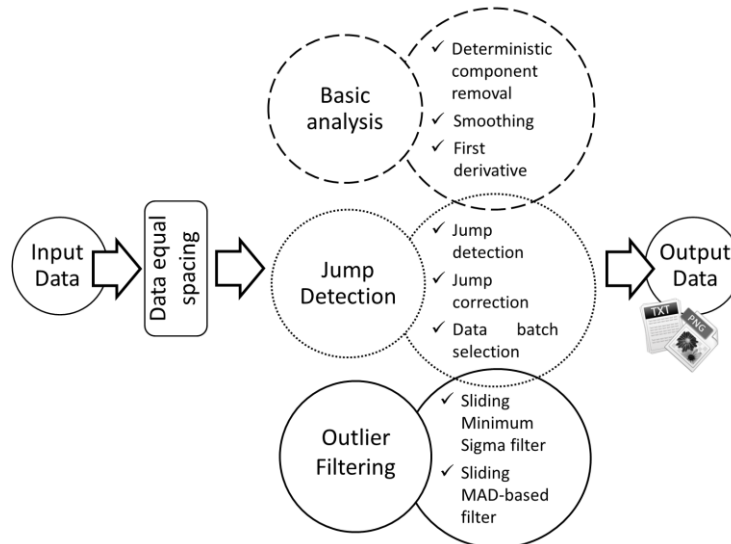 Input
Data
Data equal
spacing
Basic
analysis
Deterministic
component
removal
Smoothing
First
derivative
Jump
Detection
Jump
detection
Jump
correction
Data batch
selection
Outlier
Filtering
Sliding
Minimum
Sigma filter
Sliding
MAD-based
filter
Output
Data
TXT
PNG